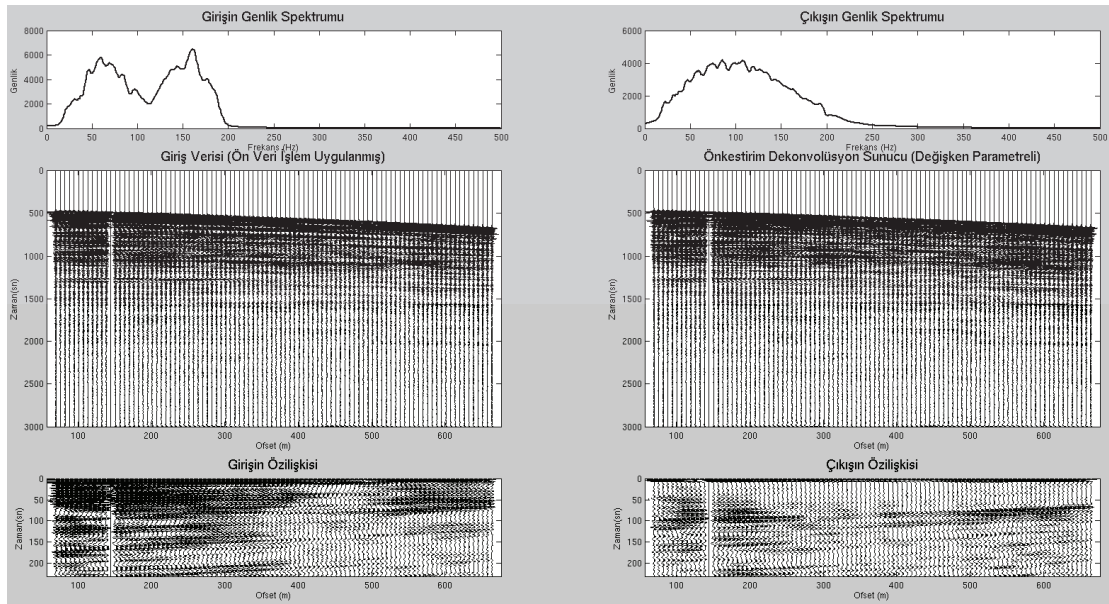 Girişin Genlik Spektrumu
8000
6000
4000
2000
0
Genlik
0 50 100 150 200 250 300 350 400 450 500
Frekans (Hz)
Giriş Verisi (Ön Veri İşlem Uygulanmış)
0
500
1000
1500
2000
2500
3000
Zaman(sn)
100 200 300 400 500 600
Ofset (m)
Girişin Özilişkisi
0
50
100
150
200
Zaman(sn)
100 200 300 400 500 600
Ofset (m)
Çıkışın Genlik Spektrumu
6000
4000
2000
0
Genlik
0 50 100 150 200 250 300 350 400 450 500
Frekans (Hz)
Önkestirim Dekonvolüsyon Sunucu (Değişken Parametreli)
0
500
1000
1500
2000
2500
3000
Zaman(sn)
100 200 300 400 500 600
Ofset (m)
Çıkışın Özilişkisi
0
50
100
150
200
Zaman(sn)
100 200 300 400 500 600
Ofset (m)